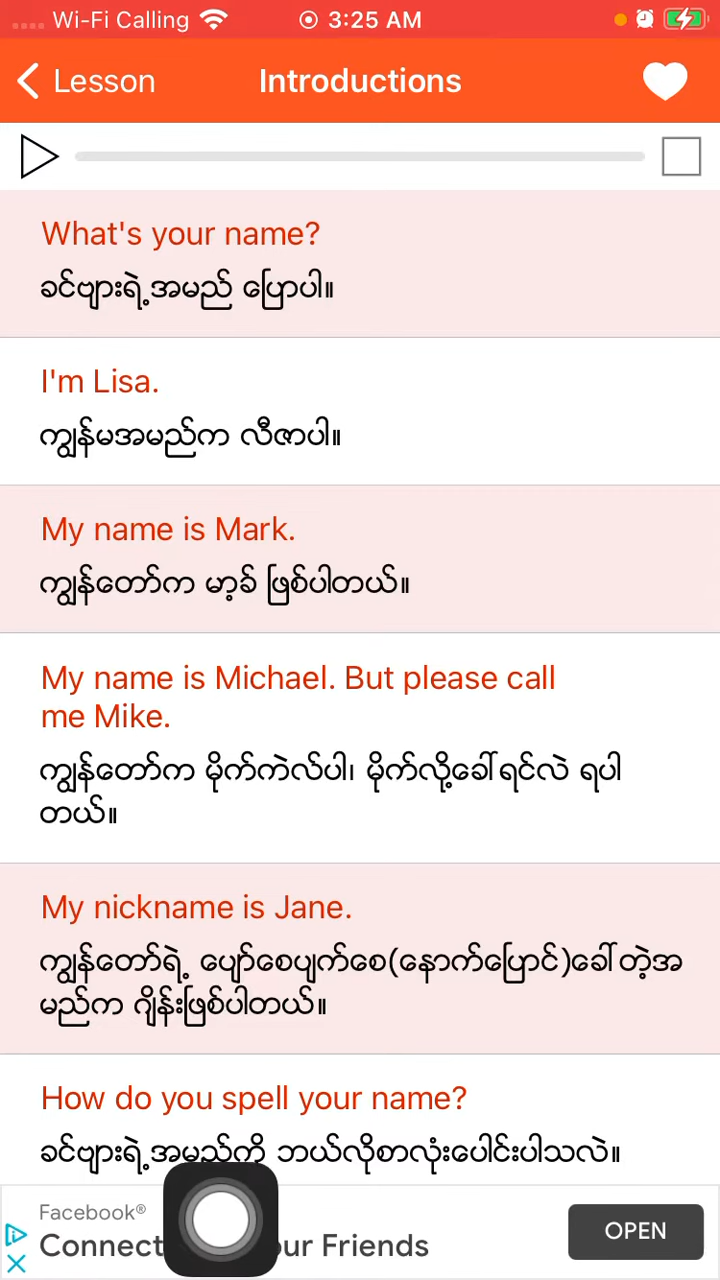 Wi-Fi Calling 3:25 AM
Lesson Introductions
What's your name?
ခင်ဗျားရဲ့အမည် ပြောပါ။
I'm Lisa.
ကျွန်မအမည်က လီဇာပါ။
My name is Mark.
ကျွန်တော်က မာ့ခ် ဖြစ်ပါတယ်။
My name is Michael. But please call
me Mike.
ကျွန်တော်က မိုက်ကဲလ်ပါ၊ မိုက်လို့ခေါ်ရင်လဲ ရပါ
တယ်။
My nickname is Jane.
ကျွန်တော်ရဲ့ ပျော်စေပျက်စေ(နောက်ပြောင်)ခေါ်တဲ့အ
မည်က ဂျိန်းဖြစ်ပါတယ်။
How do you spell your name?
ခင်ဗျားရဲ့အမည်ကို ဘယ်လိုစာလုံးပေါင်းပါသလဲ။
Facebook®
Connect ur Friends
OPEN